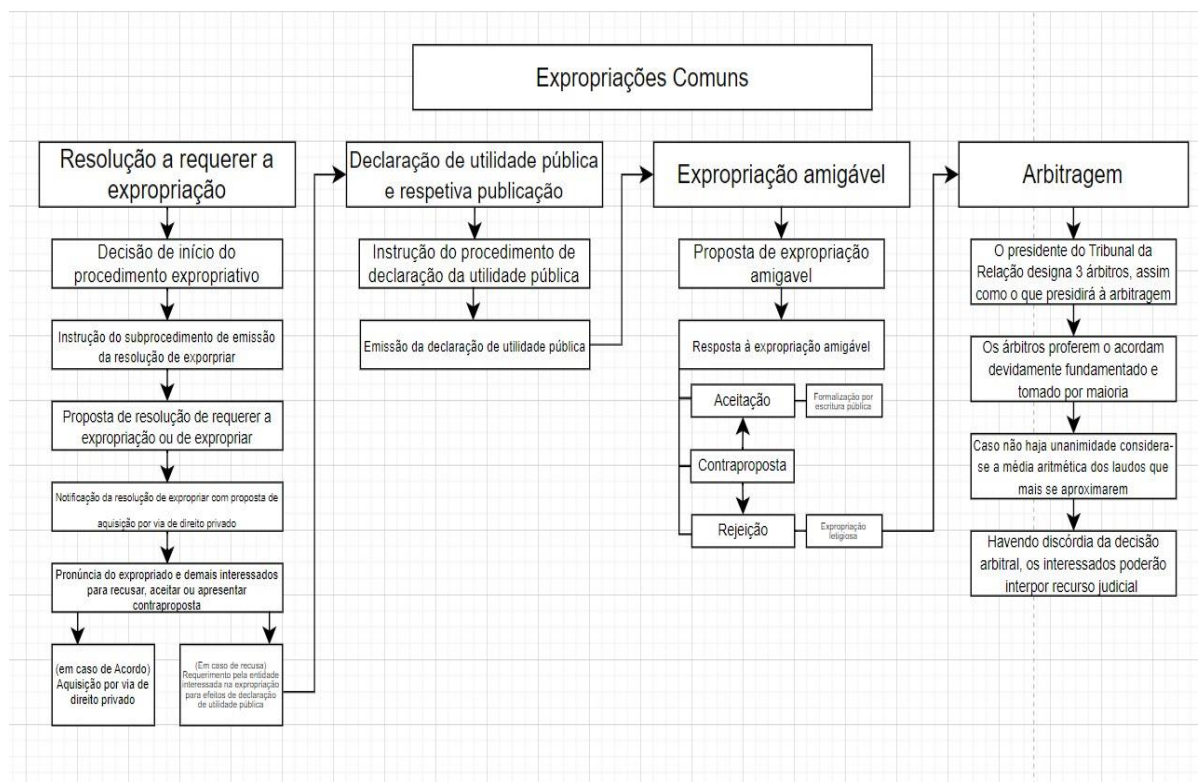 Expropriações Comuns
Resolução a requerer a
expropriação
Decisão de início do
procedimento expropriativo
Instrução do subprocedimento de emissão
da resolução de exporpriar
Proposta de resolução de requerer a
expropriação ou de expropriar
Notificação da resolução de expropriar com proposta de
aquisição por via de direito privado
Pronúncia do expropriado e demais interessados
para recusar, aceitar ou apresentar
contraproposta
(em caso de Acordo)
Aquisição por via de
direito privado
(Em caso de recusa)
Requerimento pela entidade
interessada na expropriação
para efeitos de declaração
de utilidade pública
Declaração de utilidade pública
e respetiva publicação
Instrução do procedimento de
declaração da utilidade pública
Emissão da declaração de utilidade pública
Expropriação amigável
Proposta de expropriação
amigavel
Resposta à expropriação amigável
Aceitação
Formalização por
escritura pública
Contraproposta
Rejeição
Expropriação
letigiosa
Arbitragem
O presidente do Tribunal da
Relação designa 3 árbitros, assim
como o que presidirá à arbitragem
Os árbitros proferem o acordam
devidamente fundamentado e
tomado por maioria
Caso não haja unanimidade considera-
se a média aritmética dos laudos que
mais se aproximarem
Havendo discórdia da decisão
arbitral, os interessados poderão
interpor recurso judicial